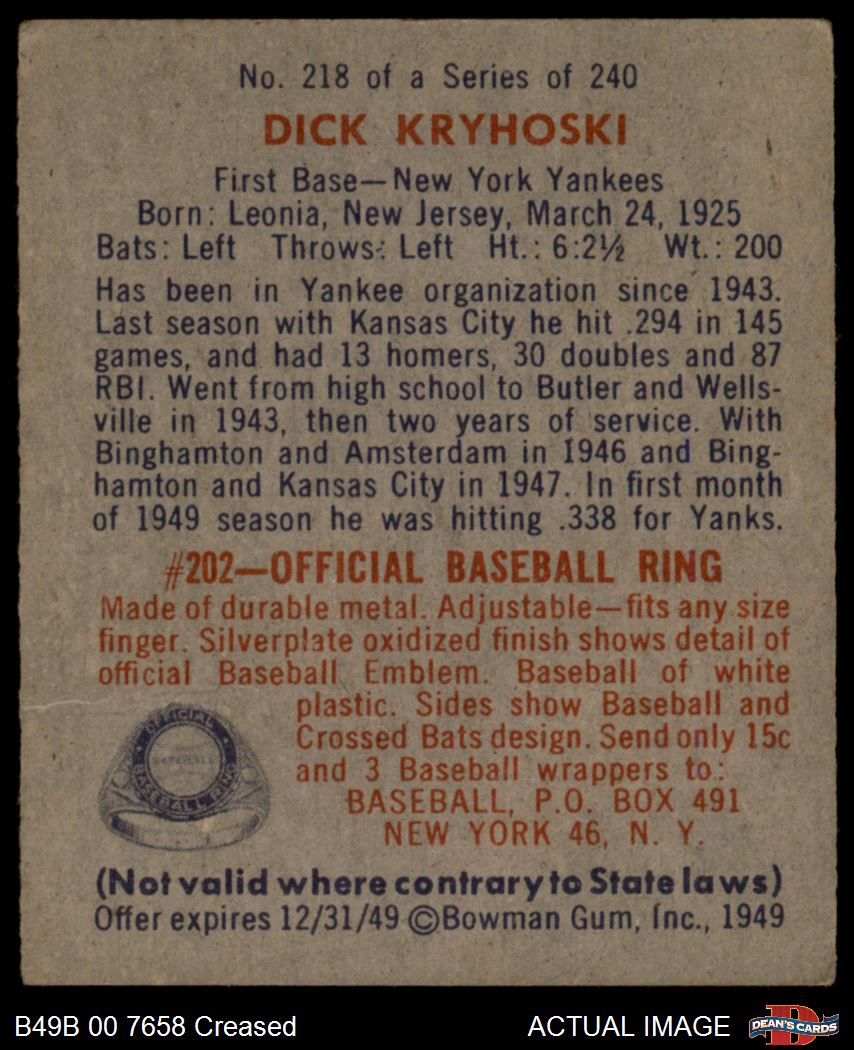 No. 218 of a Series of 240
DICK KRYHOSKI
First Base—New York Yankees
Born: Leonia, New Jersey, March 24, 1925
Bats: Left Throws: Left Ht.: 6:2½ Wt.: 200
Has been in Yankee organization since 1943.
Last season with Kansas City he hit .294 in 145
games, and had 13 homers, 30 doubles and 87
RBI. Went from high school to Butler and Wells-
ville in 1943, then two years of service. With
Binghamton and Amsterdam in 1946 and Bing-
hamton and Kansas City in 1947. In first month
of 1949 season he was hitting .338 for Yanks.
#202—OFFICIAL BASEBALL RING
Made of durable metal. Adjustable—fits any size
finger. Silverplate oxidized finish shows detail of
official Baseball Emblem. Baseball of white
plastic. Sides show Baseball and
Crossed Bats design. Send only 15c
and 3 Baseball wrappers to:
BASEBALL, P.O. BOX 491
NEW YORK 46, N. Y.
OFFICIAL
BASEBALL RING
(Not valid where contrary to State laws)
Offer expires 12/31/49 ©Bowman Gum, Inc., 1949
B49B 00 7658 Creased
ACTUAL IMAGE
DEAN'S CARDS